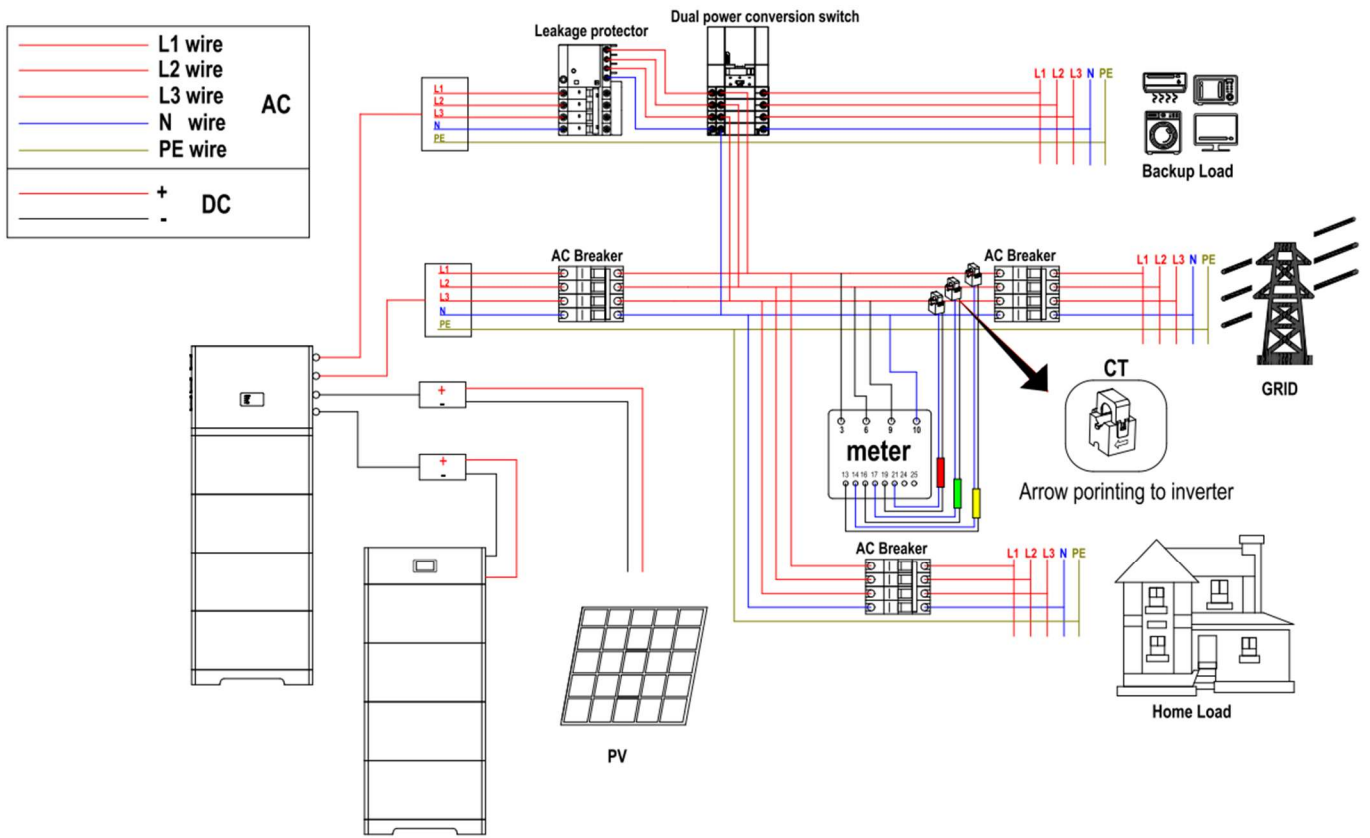 L1 wire
L2 wire
L3 wire
N wire
PE wire
AC
+
-
DC
Leakage protector
Dual power conversion switch
L1
L2
L3
N
PE
L1 L2 L3 N PE
Backup Load
AC Breaker
AC Breaker
L1
L2
L3
N
PE
L1 L2 L3 N PE
GRID
CT
Arrow porinting to inverter
3 6 9 10
meter
13 14 16 17 19 21 24 25
+
-
+
-
AC Breaker
L1 L2 L3 N PE
Home Load
PV